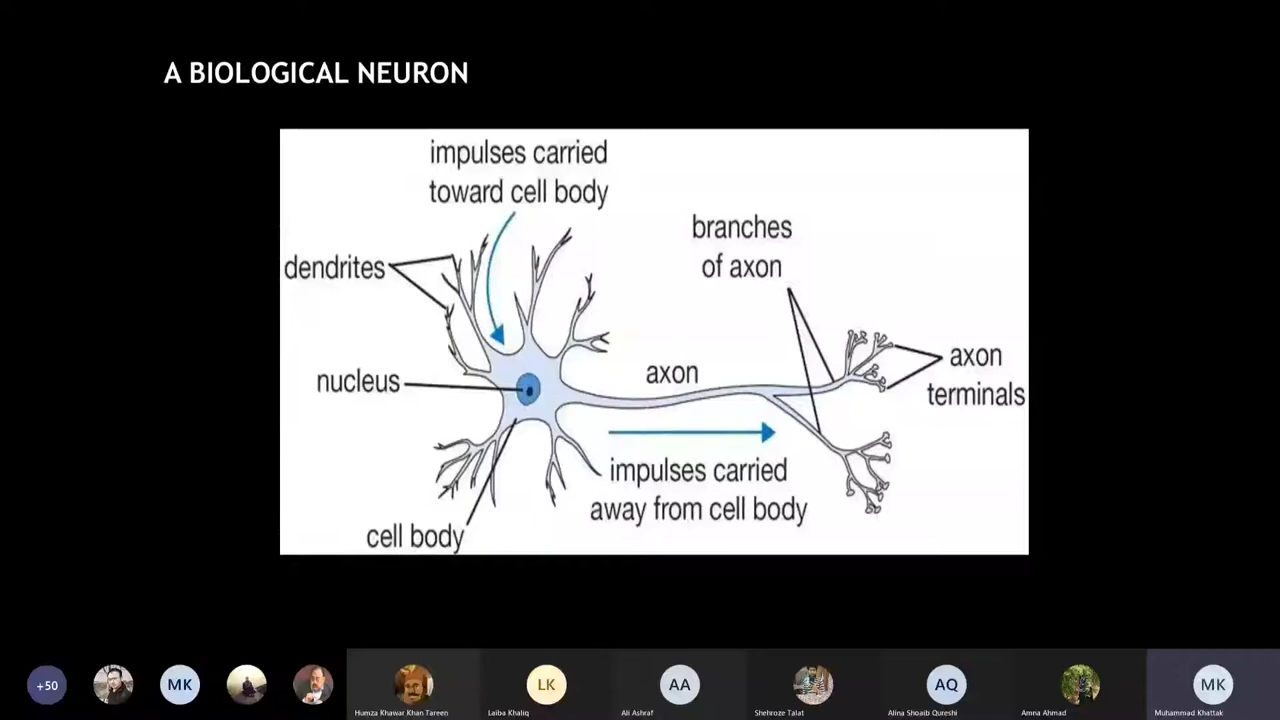 A BIOLOGICAL NEURON
impulses carried
toward cell body
branches
of axon
dendrites
axon
terminals
nucleus
axon
impulses carried
away from cell body
cell body
+50
MK
LK
AA
AQ
MK
Humza Khawar Khan Tareen
Laiba Khaliq
Ali Ashraf
Shehroze Talat
Alina Shoaib Qureshi
Amna Ahmad
Muhammad Khattak